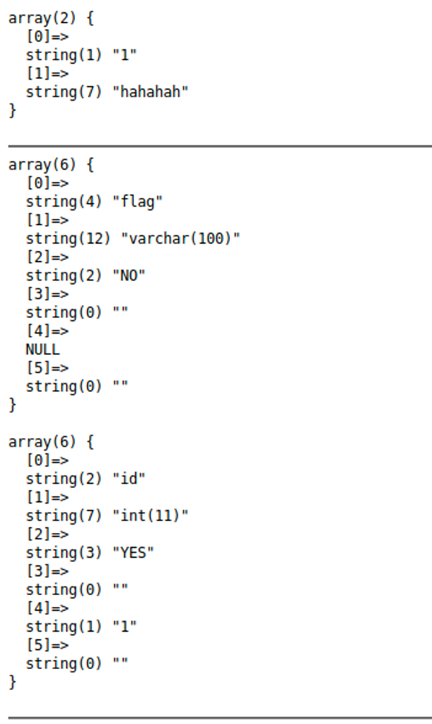 array(2) {
  [0]=>
  string(1) "1"
  [1]=>
  string(7) "hahahah"
}
array(6) {
  [0]=>
  string(4) "flag"
  [1]=>
  string(12) "varchar(100)"
  [2]=>
  string(2) "NO"
  [3]=>
  string(0) ""
  [4]=>
  NULL
  [5]=>
  string(0) ""
}
array(6) {
  [0]=>
  string(2) "id"
  [1]=>
  string(7) "int(11)"
  [2]=>
  string(3) "YES"
  [3]=>
  string(0) ""
  [4]=>
  string(1) "1"
  [5]=>
  string(0) ""
}